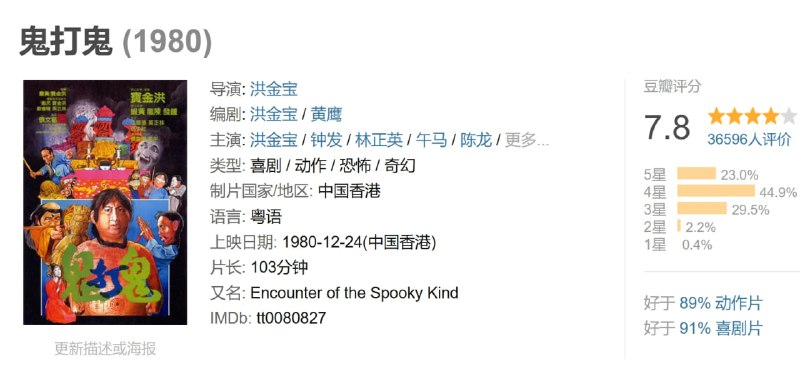 鬼打鬼 (1980)
寶金洪
鬼打鬼
更新描述或海报
导演: 洪金宝
编剧: 洪金宝 / 黄鹰
主演: 洪金宝 / 钟发 / 林正英 / 午马 / 陈龙 / 更多...
类型: 喜剧 / 动作 / 恐怖 / 奇幻
制片国家/地区: 中国香港
语言: 粤语
上映日期: 1980-12-24(中国香港)
片长: 103分钟
又名: Encounter of the Spooky Kind
IMDb: tt0080827
豆瓣评分
7.8
36596人评价
5星 23.0%
4星 44.9%
3星 29.5%
2星 2.2%
1星 0.4%
好于 89% 动作片
好于 91% 喜剧片